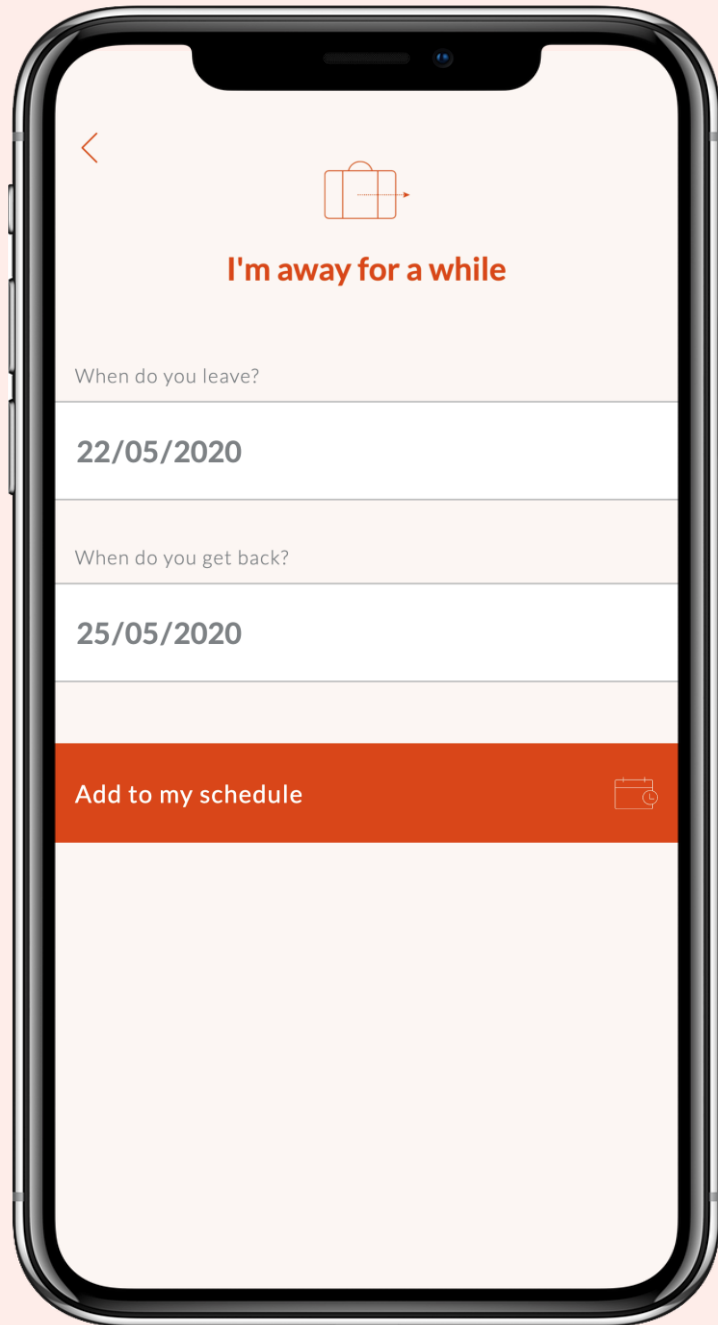 I'm away for a while
When do you leave?
22/05/2020
When do you get back?
25/05/2020
Add to my schedule